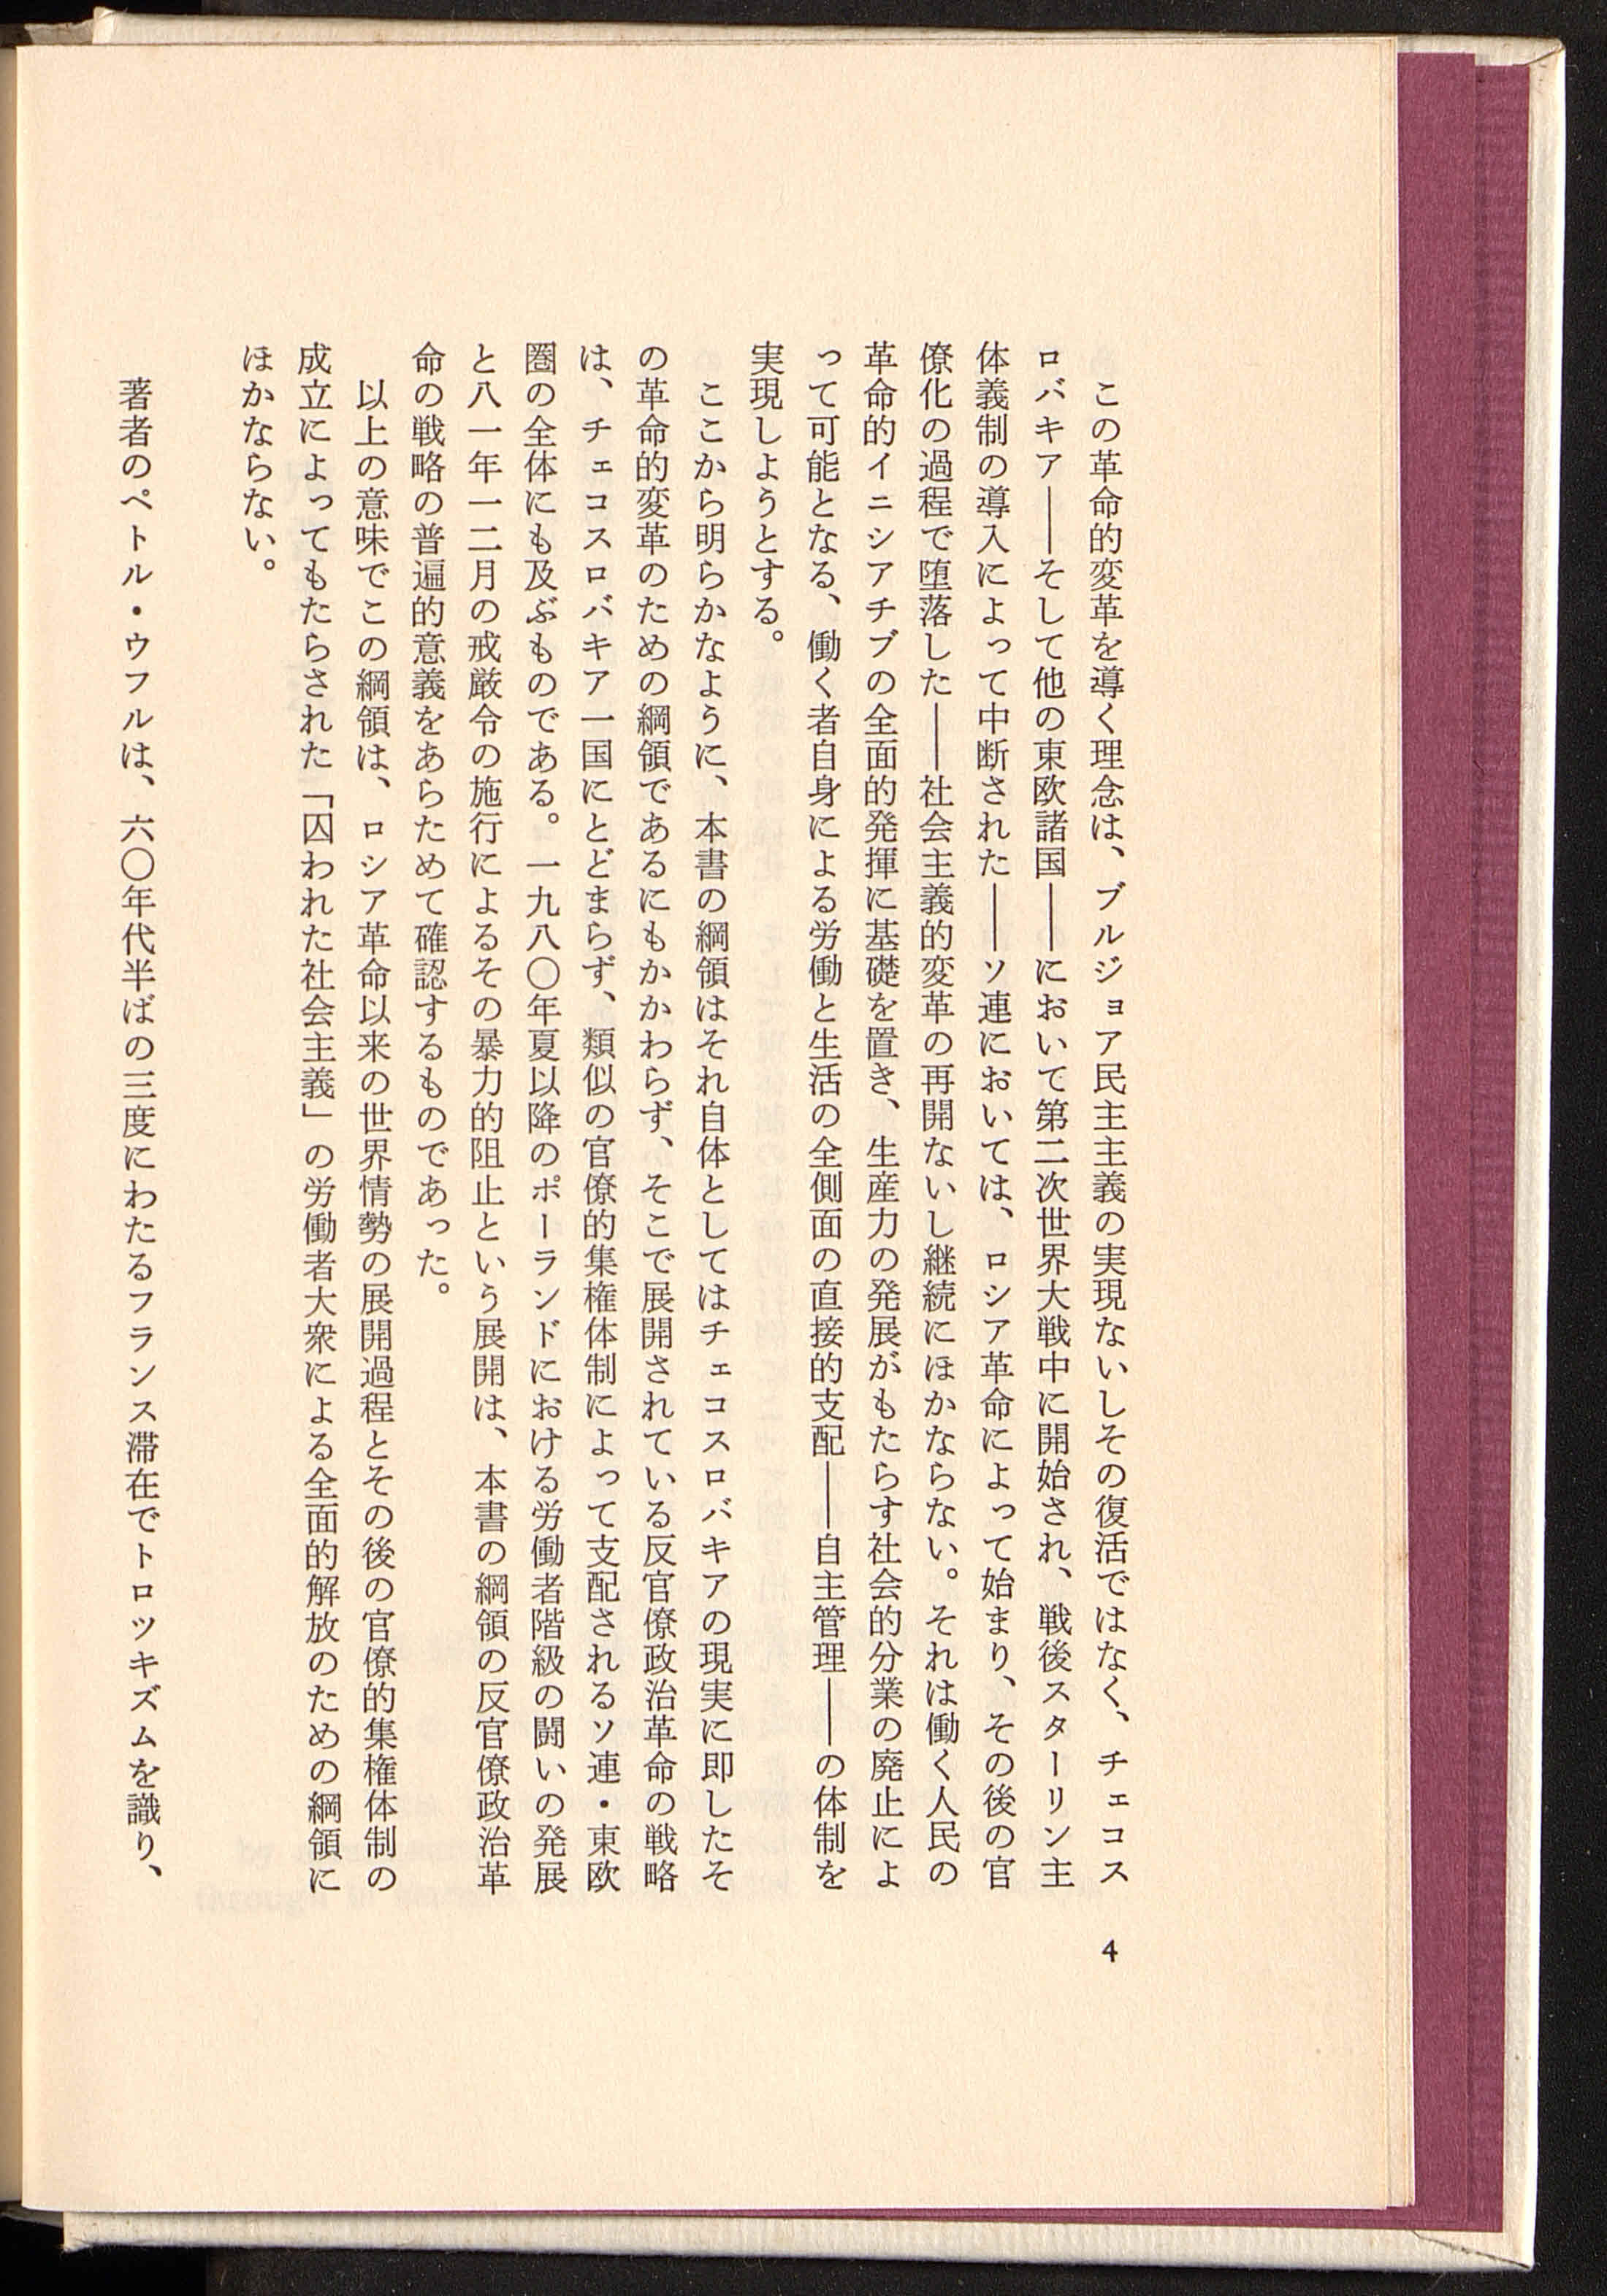 この革命的変革を導く理念は、ブルジョア民主主義の実現ないしその復活ではなく、チェコス
ロバキア――そして他の東欧諸国――において第二次世界大戦中に開始され、戦後スターリン主
体義制の導入によって中断された――ソ連においては、ロシア革命によって始まり、その後の官
僚化の過程で堕落した――社会主義的変革の再開ないし継続にほかならない。それは働く人民の
革命的イニシアチブの全面的発揮に基礎を置き、生産力の発展がもたらす社会的分業の廃止によ
って可能となる、働く者自身による労働と生活の全側面の直接的支配――自主管理――の体制を
実現しようとする。
ここから明らかなように、本書の綱領はそれ自体としてはチェコスロバキアの現実に即したそ
の革命的変革のための綱領であるにもかかわらず、そこで展開されている反官僚政治革命の戦略
は、チェコスロバキア一国にとどまらず、類似の官僚的集権体制によって支配されるソ連・東欧
圏の全体にも及ぶものである。一九八〇年夏以降のポーランドにおける労働者階級の闘いの発展
と八一年一二月の戒厳令の施行によるその暴力的阻止という展開は、本書の綱領の反官僚政治革
命の戦略の普遍的意義をあらためて確認するものであった。
以上の意味でこの綱領は、ロシア革命以来の世界情勢の展開過程とその後の官僚的集権体制の
成立によってもたらされた「囚われた社会主義」の労働者大衆による全面的解放のための綱領に
ほかならない。
著者のペトル・ウフルは、六〇年代半ばの三度にわたるフランス滞在でトロツキズムを識り、
4